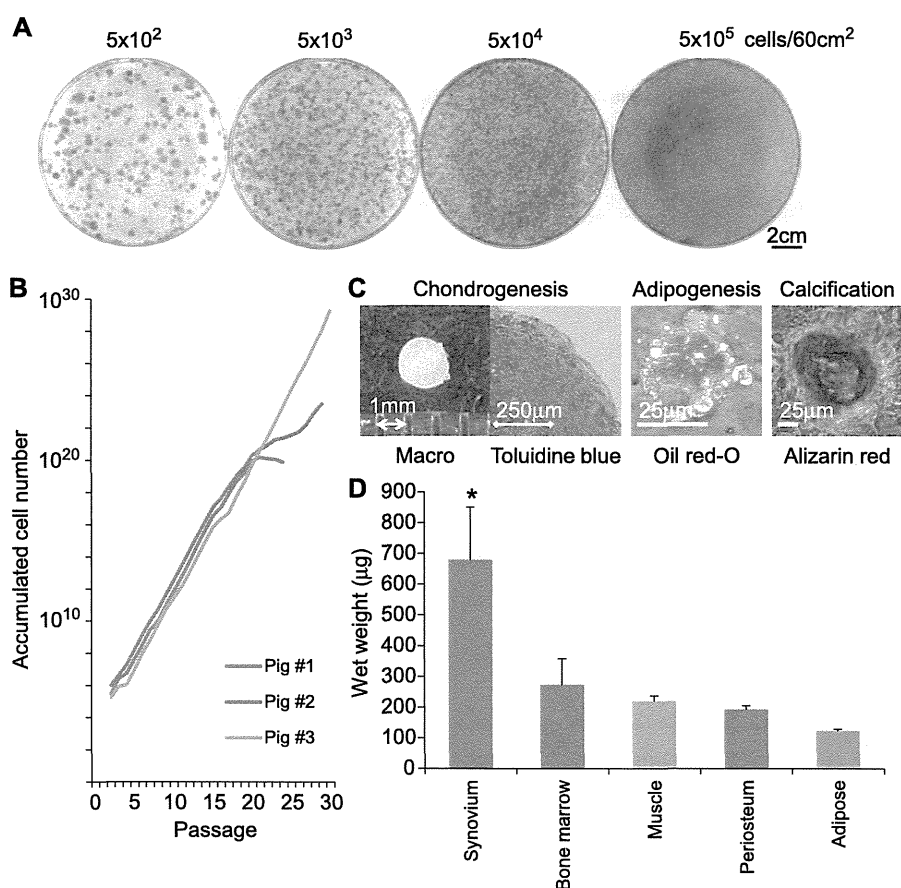 A
5x10² 5x10³ 5x10⁴ 5x10⁵ cells/60cm²
2cm
B
Accumulated cell number
10³⁰
10²⁰
10¹⁰
Pig #1
Pig #2
Pig #3
0 5 10 15 20 25 30
Passage
C
Chondrogenesis Adipogenesis Calcification
1mm 250μm 25μm 25μm
Macro Toluidine blue Oil red-O Alizarin red
D
Wet weight (μg)
900
800
700
600
500
400
300
200
100
0
*
Synovium
Bone marrow
Muscle
Periosteum
Adipose